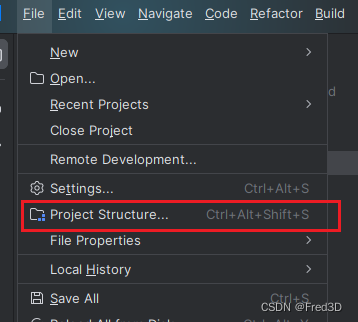 File Edit View Navigate Code Refactor Build
New
Open...
Recent Projects
Close Project
Remote Development...
Settings... Ctrl+Alt+S
Project Structure... Ctrl+Alt+Shift+S
File Properties
Local History
Save All Ctrl+S
CSDN @Fred3D